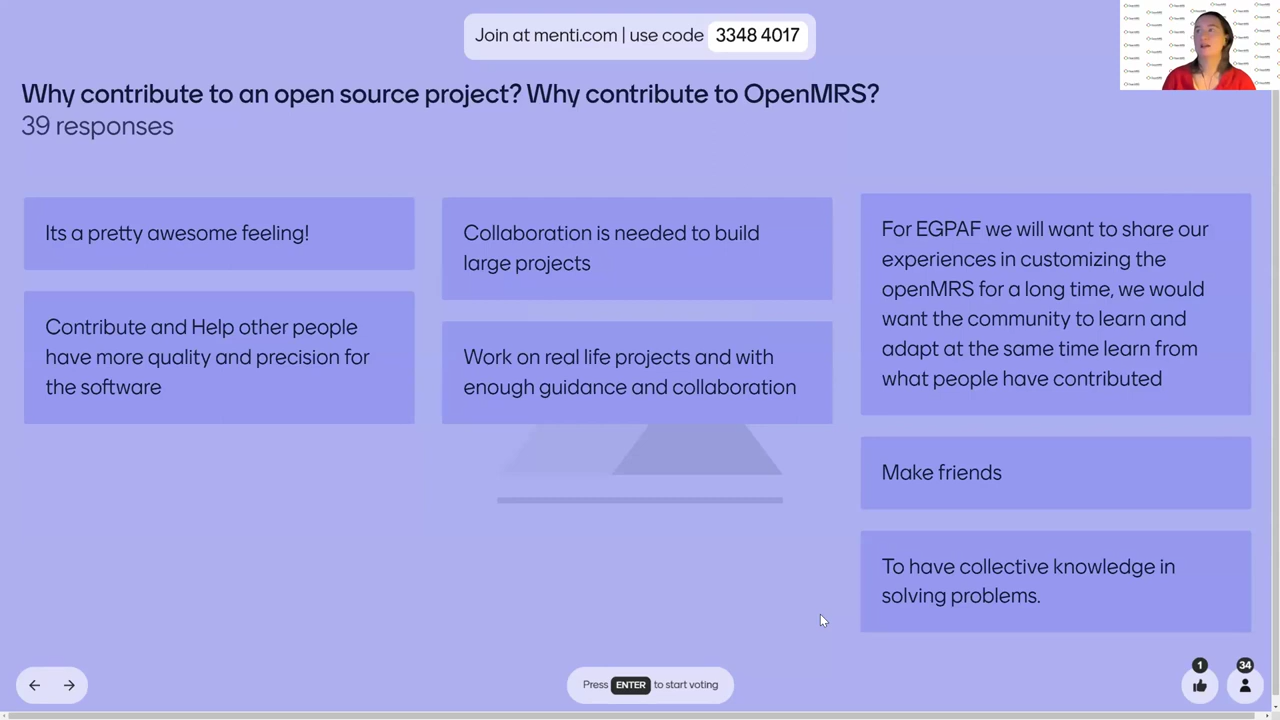 Join at menti.com | use code 3348 4017
Why contribute to an open source project? Why contribute to OpenMRS?
39 responses
Its a pretty awesome feeling!
Contribute and Help other people
have more quality and precision for
the software
Collaboration is needed to build
large projects
Work on real life projects and with
enough guidance and collaboration
For EGPAF we will want to share our
experiences in customizing the
openMRS for a long time, we would
want the community to learn and
adapt at the same time learn from
what people have contributed
Make friends
To have collective knowledge in
solving problems.
Press ENTER to start voting
1
34